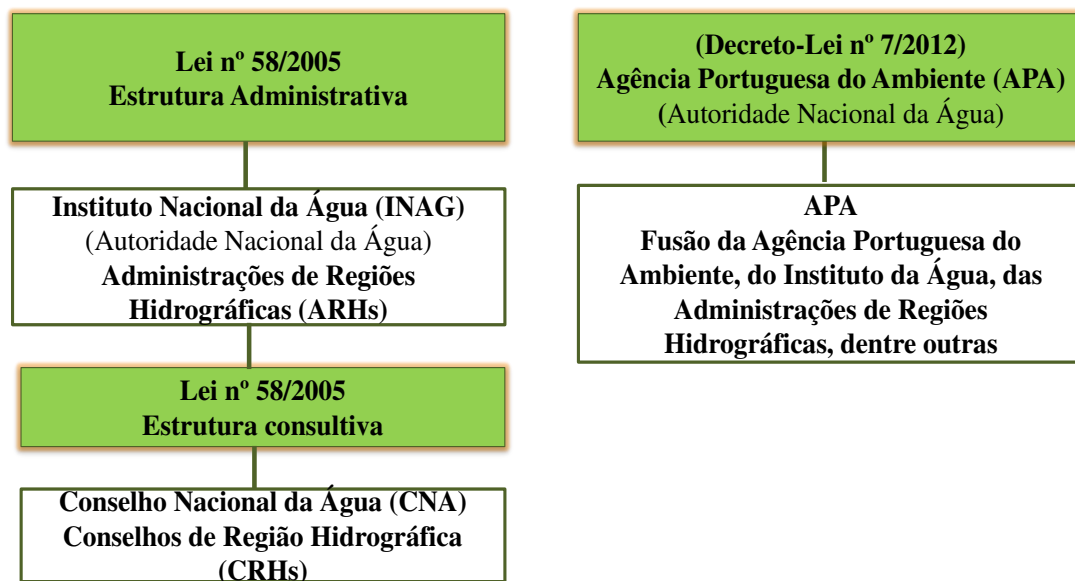 Lei nº 58/2005
Estrutura Administrativa
Instituto Nacional da Água (INAG)
(Autoridade Nacional da Água)
Administrações de Regiões
Hidrográficas (ARHs)
Lei nº 58/2005
Estrutura consultiva
Conselho Nacional da Água (CNA)
Conselhos de Região Hidrográfica
(CRHs)
(Decreto-Lei nº 7/2012)
Agência Portuguesa do Ambiente (APA)
(Autoridade Nacional da Água)
APA
Fusão da Agência Portuguesa do
Ambiente, do Instituto da Água, das
Administrações de Regiões
Hidrográficas, dentre outras